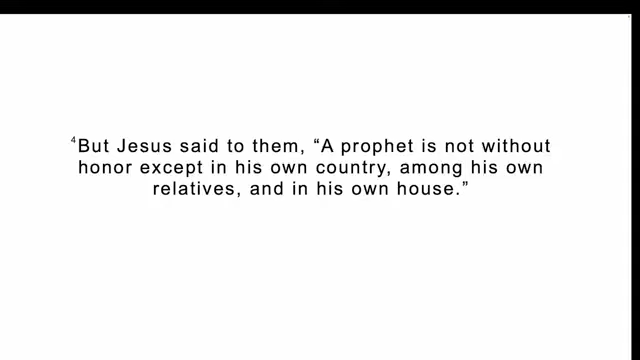 ⁴But Jesus said to them, “A prophet is not without
honor except in his own country, among his own
relatives, and in his own house.”